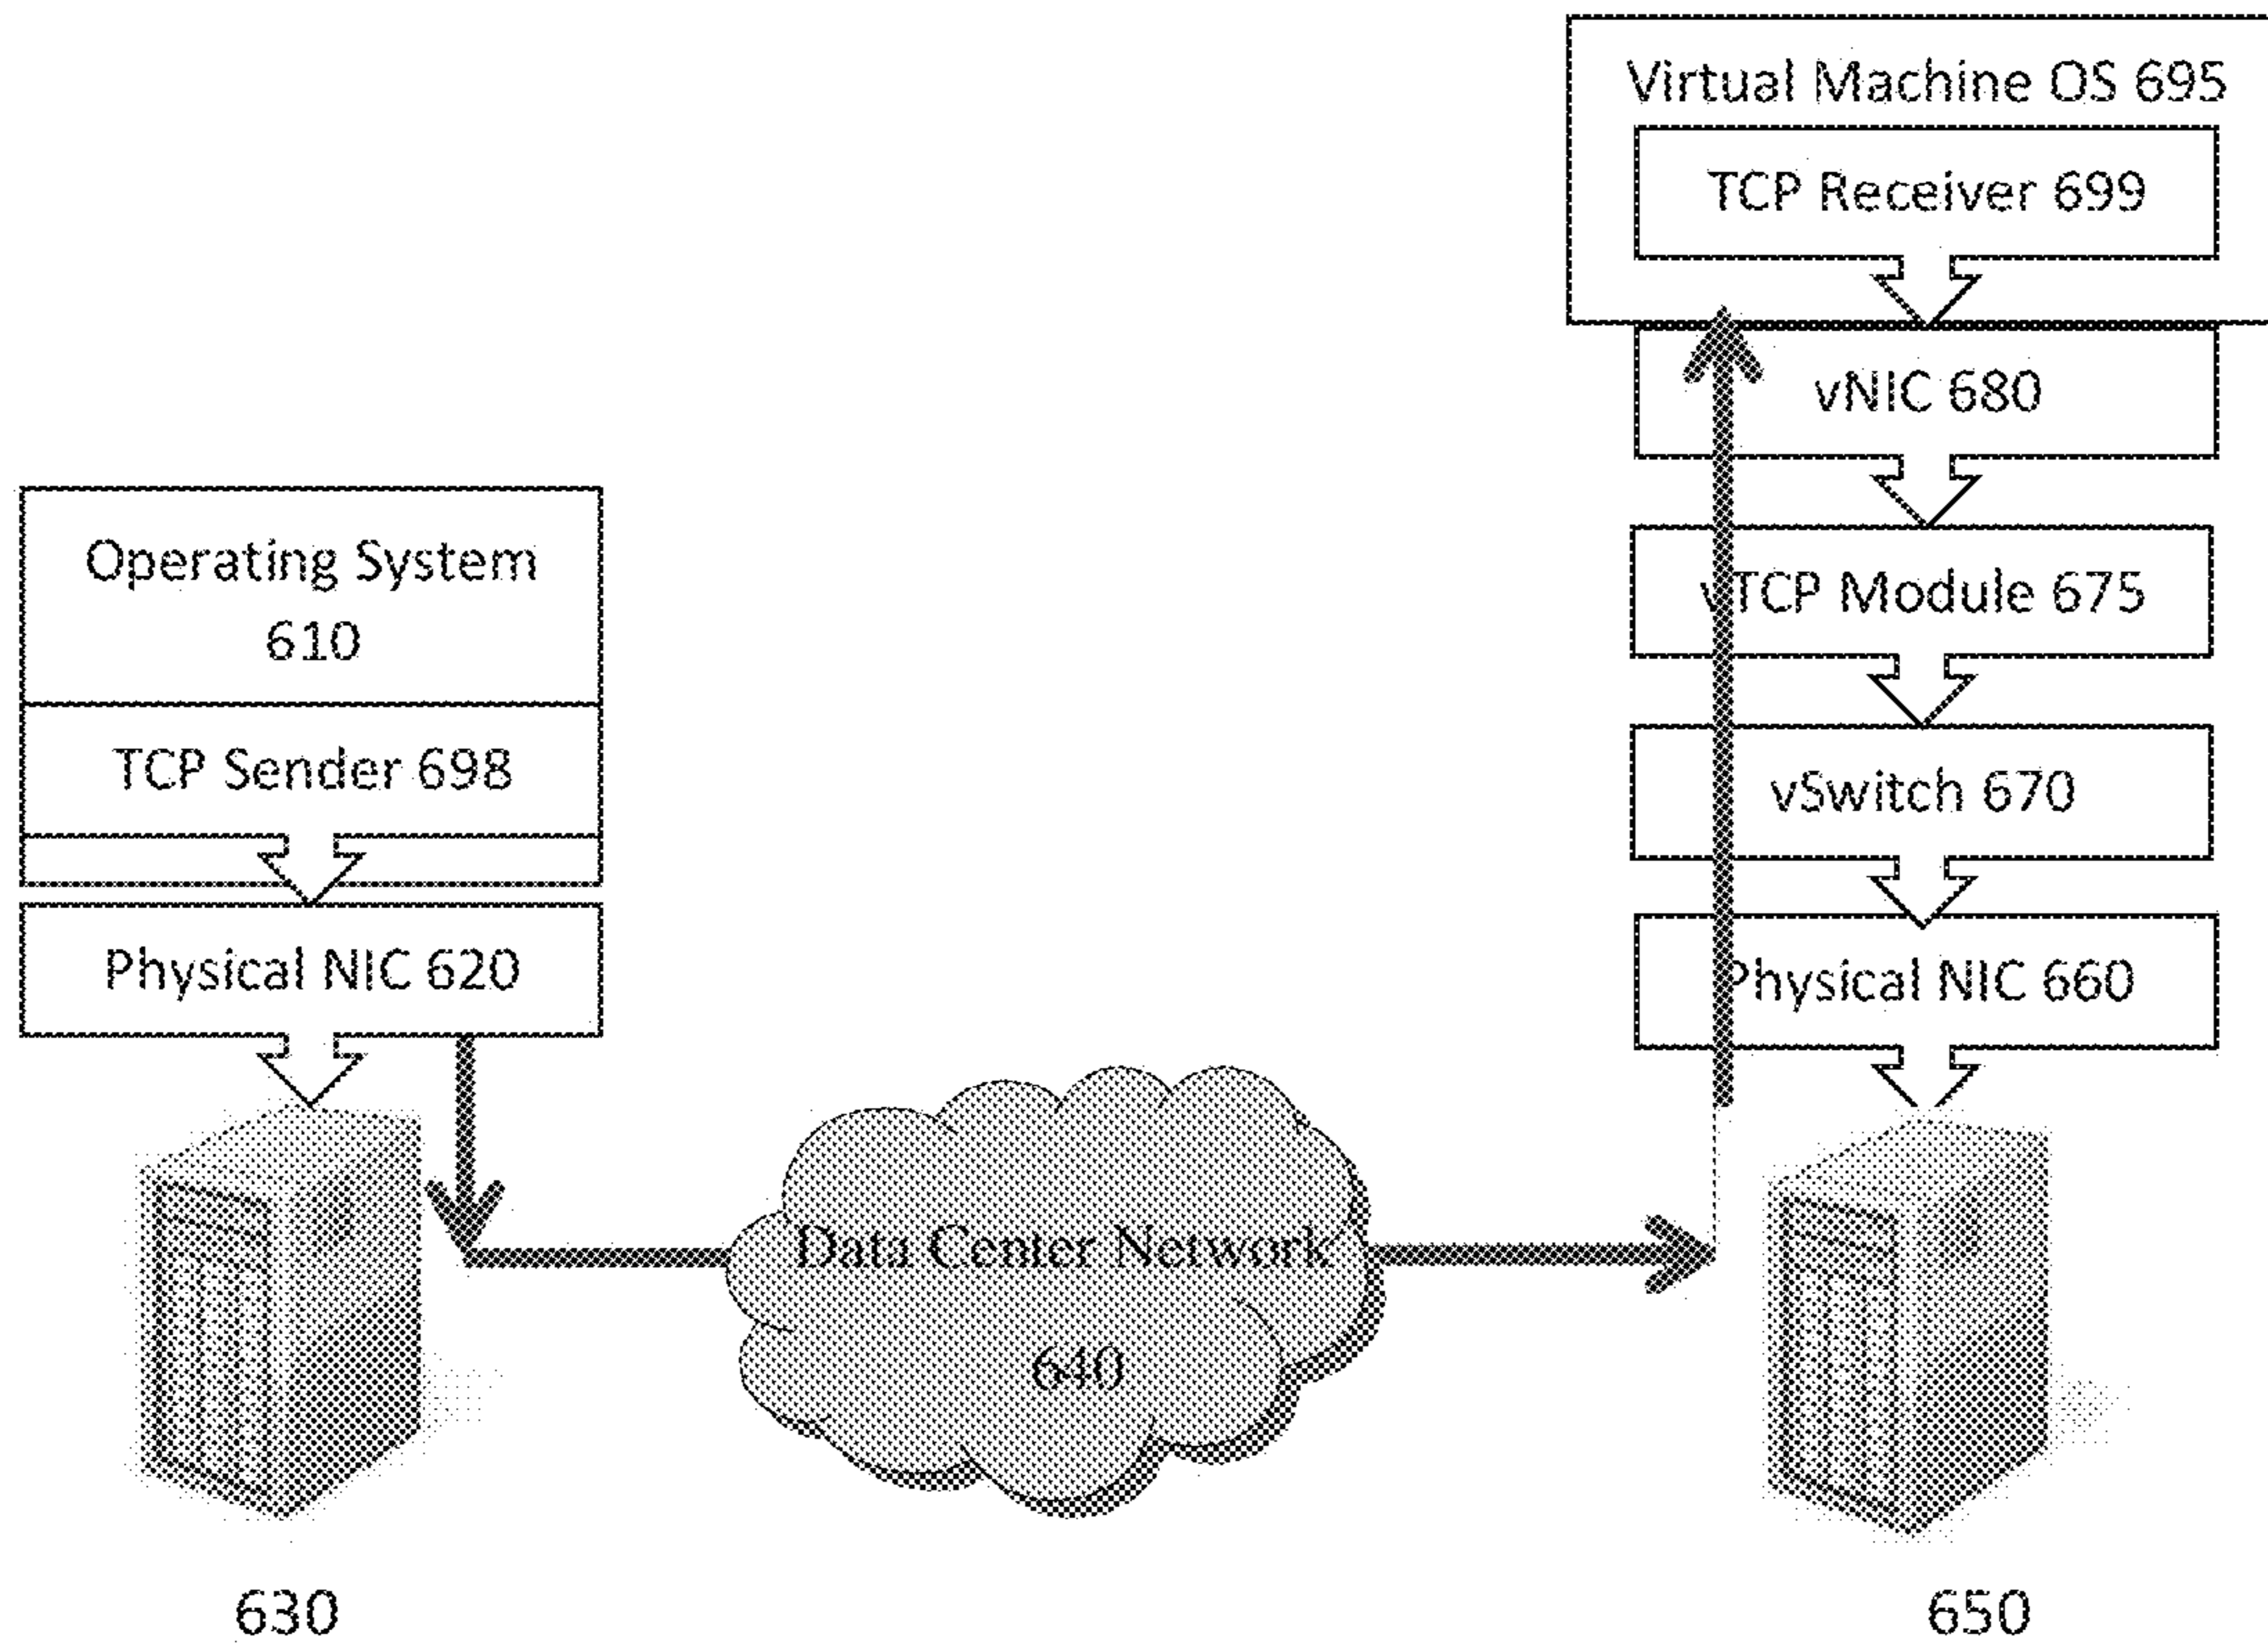 Virtual Machine OS 695
TCP Receiver 699
vNIC 680
vTCP Module 675
vSwitch 670
Physical NIC 660
Operating System
610
TCP Sender 698
Physical NIC 620
Data Center Network
640
630
650